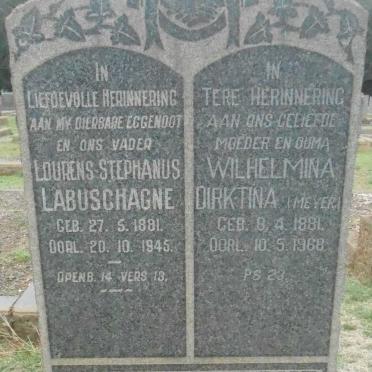 IN
LIEFDEVOLLE HERINNERING
AAN MY DIERBARE EGGENOOT
EN ONS VADER
LOURENS STEPHANUS
LABUSCHAGNE
GEB. 27. 5. 1881.
OORL. 20. 10. 1945.
OPENB. 14 VERS 13.
IN
TERE HERINNERING
AAN ONS GELIEFDE
MOEDER EN OUMA
WILHELMINA
DIRKTINA (MEYER)
GEB. 8. 4. 1881.
OORL. 10. 5. 1968.
PS 23.